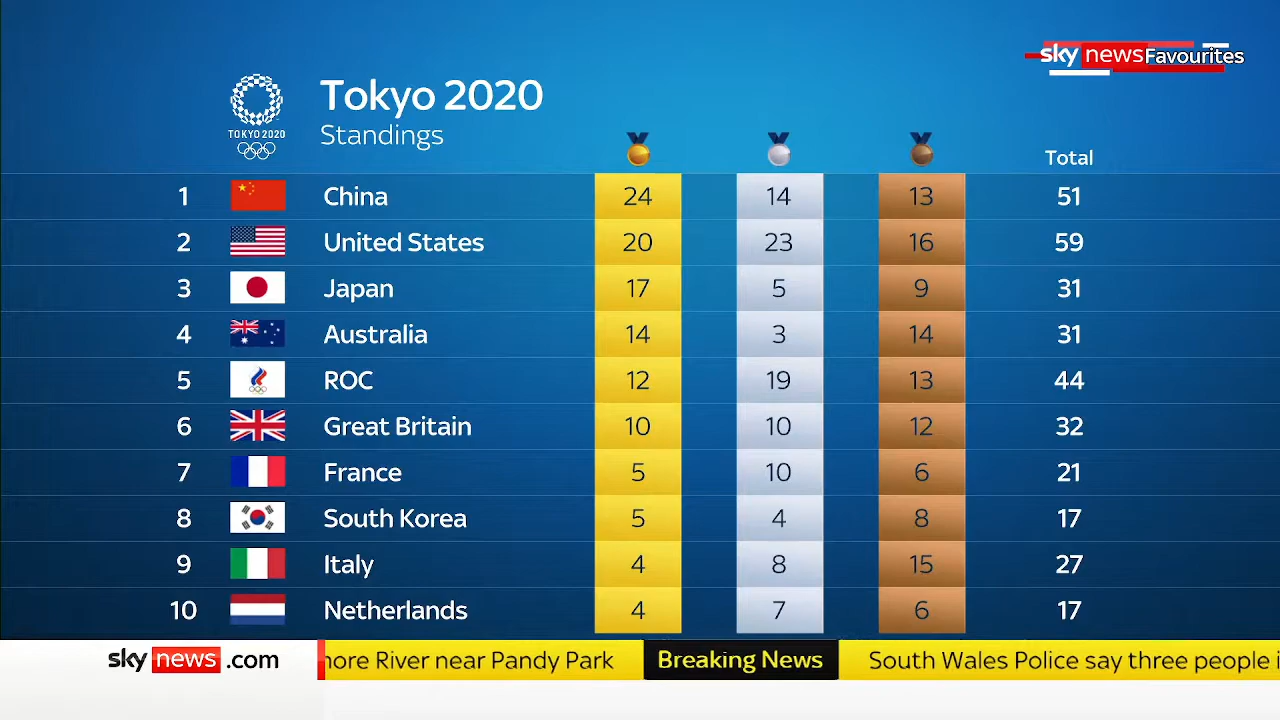 sky news Favourites
TOKYO 2020
Tokyo 2020
Standings
Total
1 China 24 14 13 51
2 United States 20 23 16 59
3 Japan 17 5 9 31
4 Australia 14 3 14 31
5 ROC 12 19 13 44
6 Great Britain 10 10 12 32
7 France 5 10 6 21
8 South Korea 5 4 8 17
9 Italy 4 8 15 27
10 Netherlands 4 7 6 17
sky news .com
River near Pandy Park Breaking News South Wales Police say three people